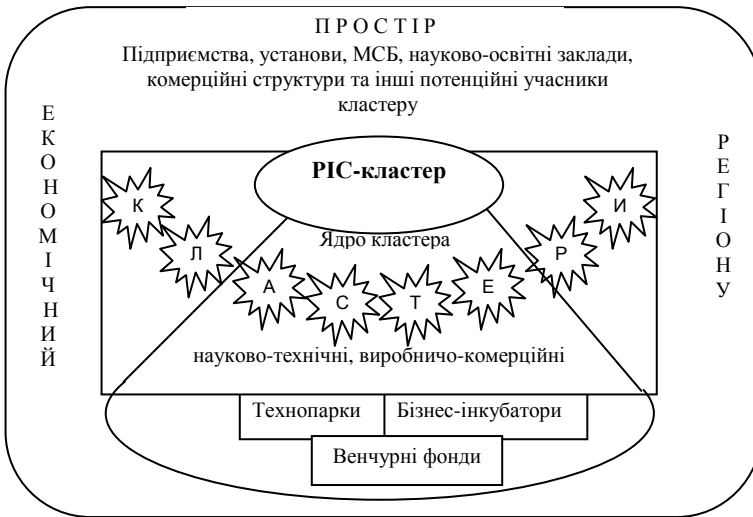 П Р О С Т І Р
Підприємства, установи, МСБ, науково-освітні заклади,
комерційні структури та інші потенційні учасники
кластеру
Е К О Н О М І Ч Н И Й
Р Е Г І О Н У
РІС-кластер
Ядро кластера
К Л А С Т Е Р И
науково-технічні, виробничо-комерційні
Технопарки
Бізнес-інкубатори
Венчурні фонди